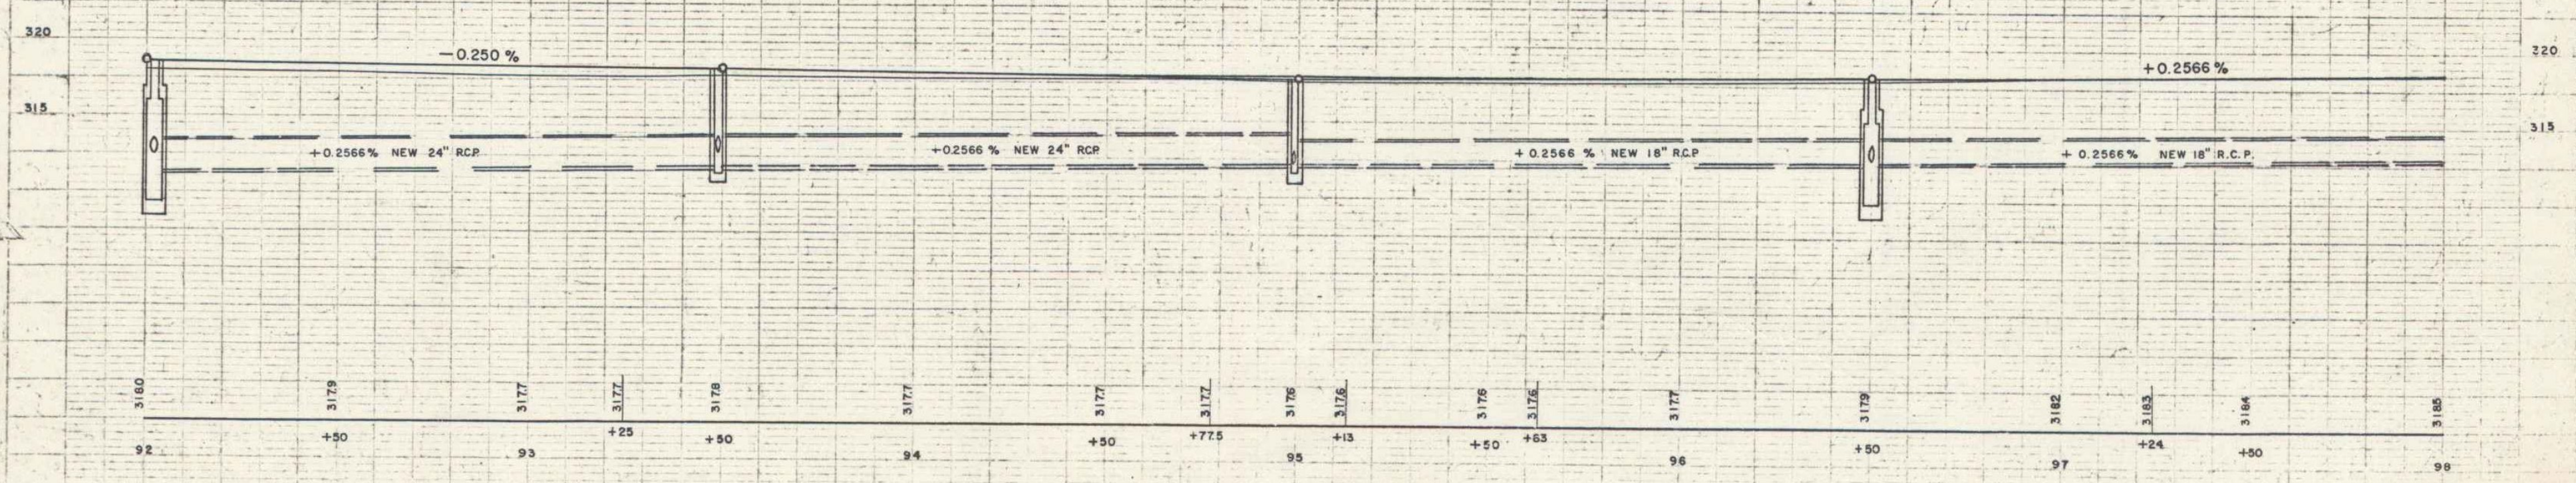 320
-0.250 %
+0.2566 %
320
315
315
+0.2566% NEW 24" R.C.P.
+0.2566 % NEW 24" RCP.
+ 0.2566 % NEW 18" R.C.P.
+ 0.2566% NEW 18" R.C.P.
318.0 317.9 317.7 317.7 317.8 317.7 317.7 317.7 317.6 317.6 317.6 317.6 317.7 317.9 318.2 318.3 318.4 318.5
92 +50 93 +25 +50 94 +50 +77.5 95 +13 +50 +63 96 +50 97 +24 +50 98